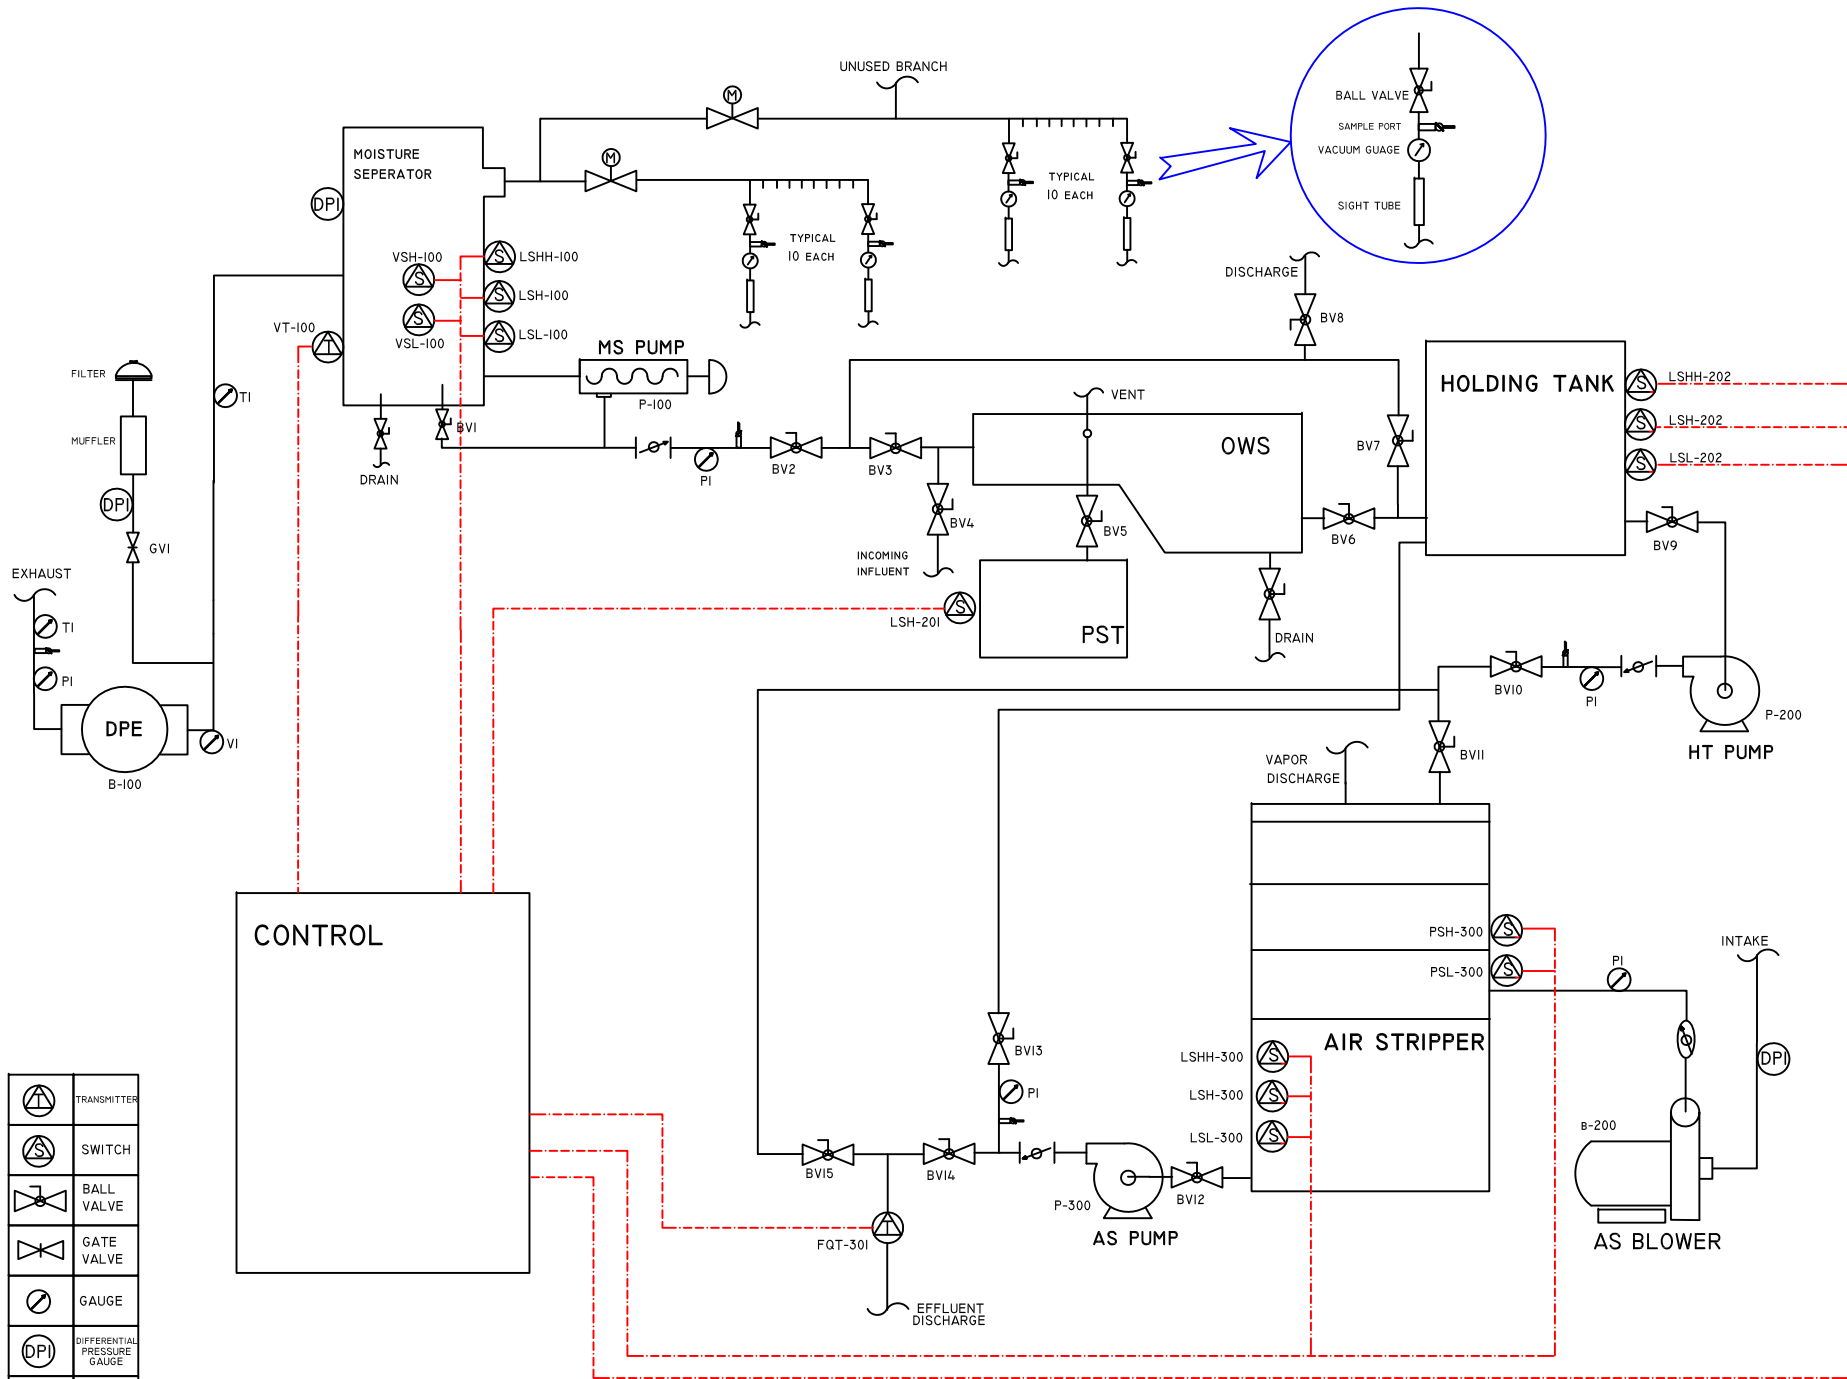 UNUSED BRANCH
M
BALL VALVE
SAMPLE PORT
VACUUM GUAGE
SIGHT TUBE
MOISTURE
SEPERATOR
M
DPI
TYPICAL
10 EACH
TYPICAL
10 EACH
VSH-100
S
S
LSHH-100
S
LSH-100
VSL-100
S
S
LSL-100
VT-100
T
DISCHARGE
BV8
MS PUMP
P-100
FILTER
MUFFLER
DPI
GV1
TI
DRAIN
BV1
PI
BV2
BV3
BV4
INCOMING
INFLUENT
VENT
OWS
BV5
BV7
BV6
HOLDING TANK
S
LSHH-202
S
LSH-202
S
LSL-202
BV9
EXHAUST
TI
PI
DPE
VI
B-100
S
LSH-201
PST
DRAIN
BV10
PI
P-200
HT PUMP
BV11
VAPOR
DISCHARGE
CONTROL
PSH-300
S
PSL-300
S
PI
INTAKE
DPI
AIR STRIPPER
LSHH-300
S
LSH-300
S
LSL-300
S
BV13
PI
B-200
AS BLOWER
BV15
BV14
P-300
BV12
AS PUMP
T
FQT-301
EFFLUENT
DISCHARGE
T
TRANSMITTER
S
SWITCH
BALL
VALVE
GATE
VALVE
GAUGE
DPI
DIFFERENTIAL
PRESSURE
GAUGE